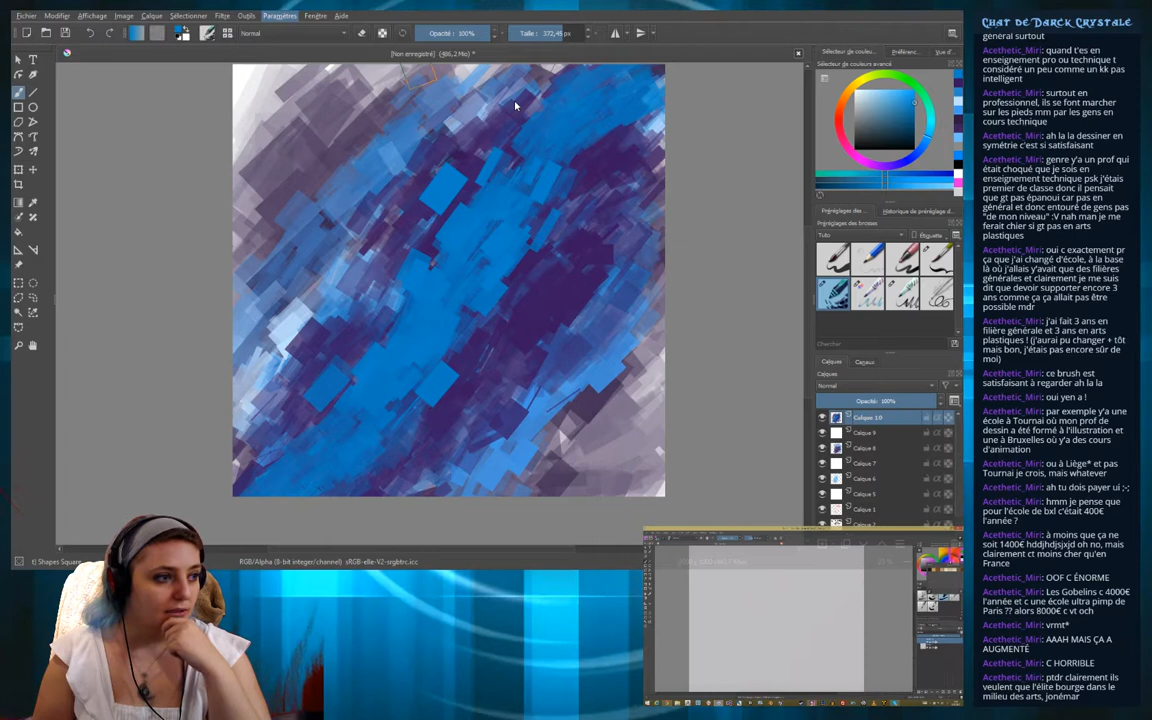 Fichier Modifier Affichage Image Calque Sélectionner Filtre Outils Paramètres Fenêtre Aide
Normal Opacité: 100% Taille : 372,45 px
[Non enregistré] (486,2 Mio) *
Sélecteur de couleu... Préférenc... Vue d'...
Sélecteur de couleurs avancé
Préréglages des ... Historique de préréglage d...
Préréglages des brosses
Tuto Étiquette
Chercher
Calques Canaux
Calques
Normal
Opacité: 100%
Calque 10
Calque 9
Calque 8
Calque 7
Calque 6
Calque 5
Calque 1
Calque 2
t) Shapes Square RGB/Alpha (8-bit integer/channel) sRGB-elle-V2-srgbtrc.icc
Chat de Darck Crystale
général surtout
Acethetic_Miri: quand t'es en
enseignement pro ou technique t
considéré un peu comme un kk pas
intelligent
Acethetic_Miri: surtout en
professionnel, ils se font marcher
sur les pieds mm par les gens en
cours technique
Acethetic_Miri: ah la la dessiner en
symétrie c'est si satisfaisant
Acethetic_Miri: genre y'a un prof qui
était choqué que je sois en
enseignement technique psk j'étais
premier de classe donc il pensait
que gt pas épanoui car pas en
général et donc entouré de gens pas
"de mon niveau" :V nah man je me
ferait chier si gt pas en arts
plastiques
Acethetic_Miri: oui c exactement pr
ça que j'ai changé d'école, à la base
là où j'allais y'avait que des filières
générales et clairement je me suis
dit que devoir supporter encore 3
ans comme ça ça allait pas être
possible mdr
Acethetic_Miri: j'ai fait 3 ans en
filière générale et 3 ans en arts
plastiques ! (j'aurai pu changer + tôt
mais bon, j'étais pas encore sûr de
moi)
Acethetic_Miri: ce brush est
satisfaisant à regarder ah la la
Acethetic_Miri: oui yen a !
Acethetic_Miri: par exemple y'a une
école à Tournai où mon prof de
dessin a été formé à l'illustration et
une à Bruxelles où y'a des cours
d'animation
Acethetic_Miri: ou à Liège* et pas
Tournai je crois, mais whatever
Acethetic_Miri: ah tu dois payer ui ;-;
Acethetic_Miri: hmm je pense que
pour l'école de bxl c'était 400€
l'année ?
Acethetic_Miri: à moins que ça ne
soit 1400€ hddjhdjsjxjd oh no, mais
clairement ct moins cher qu'en
France
Acethetic_Miri: OOF C ÉNORME
Acethetic_Miri: Les Gobelins c 4000€
l'année et c une école ultra pimp de
Paris ?? alors 8000€ c vt och
Acethetic_Miri: vrmt*
Acethetic_Miri: AAAH MAIS ÇA A
AUGMENTÉ
Acethetic_Miri: C HORRIBLE
Acethetic_Miri: ptdr clairement ils
veulent que l'élite bourge dans le
milieu des arts, jonémar